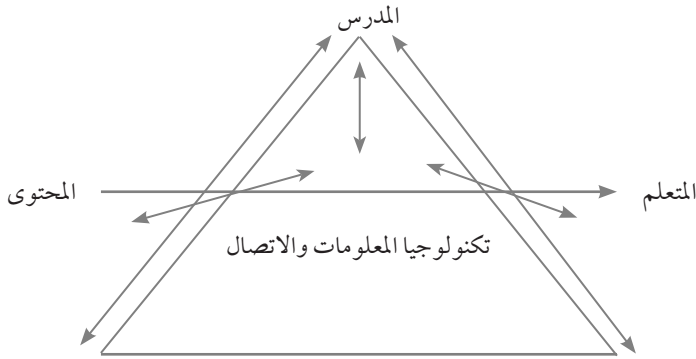 المدرس
المتعلم
المحتوى
تكنولوجيا المعلومات والاتصال